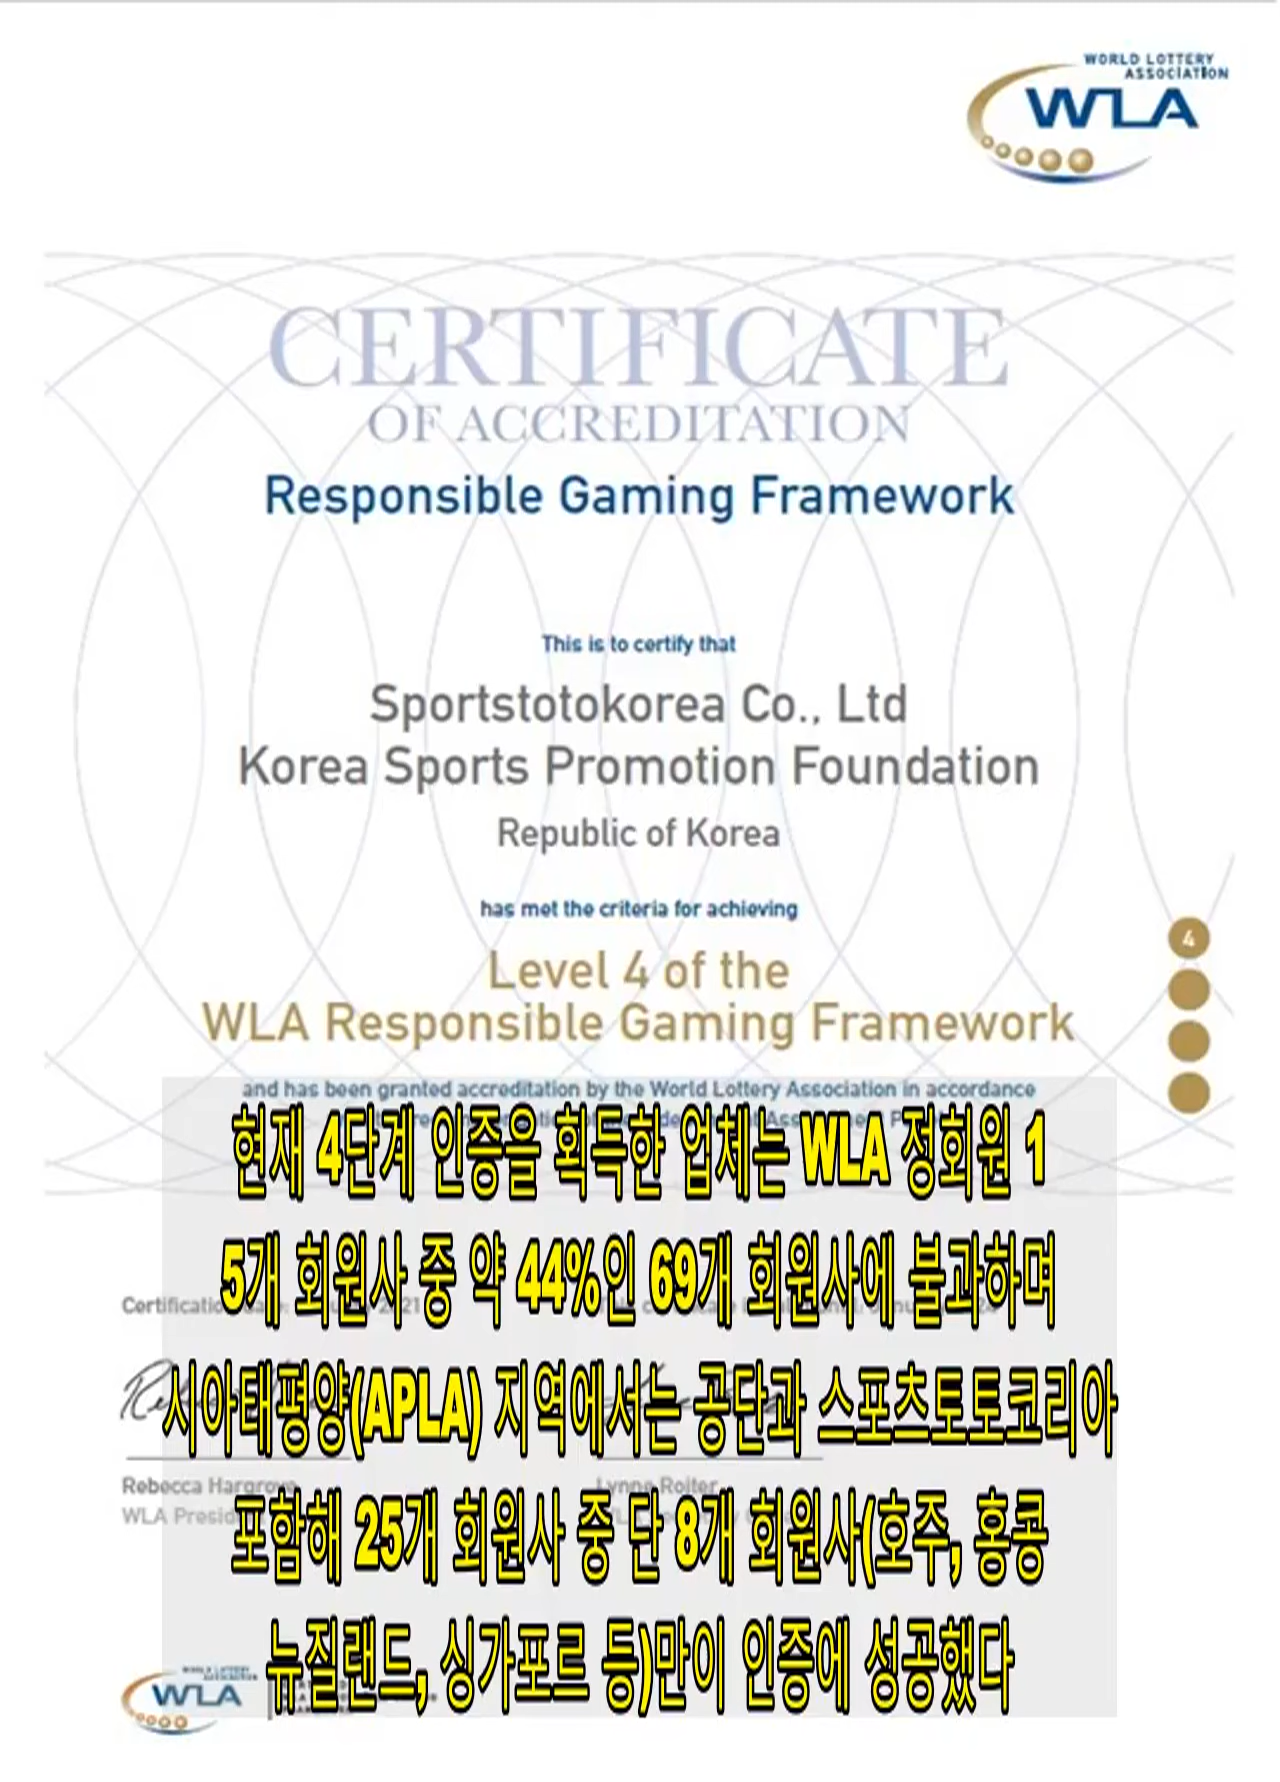 WORLD LOTTERY
ASSOCIATION
WLA
CERTIFICATE
OF ACCREDITATION
Responsible Gaming Framework
This is to certify that
Sportstotokorea Co., Ltd
Korea Sports Promotion Foundation
Republic of Korea
has met the criteria for achieving
Level 4 of the
WLA Responsible Gaming Framework
4
and has been granted accreditation by the World Lottery Association in accordance
현재 4단계 인증을 획득한 업체는 WLA 정회원 1
5개 회원사 중 약 44%인 69개 회원사에 불과하며
시아태평양(APLA) 지역에서는 공단과 스포츠토토코리아
포함해 25개 회원사 중 단 8개 회원사(호주, 홍콩
뉴질랜드, 싱가포르 등)만이 인증에 성공했다
Rebecca Hargrove
Lynne Roiter
WLA
WLA